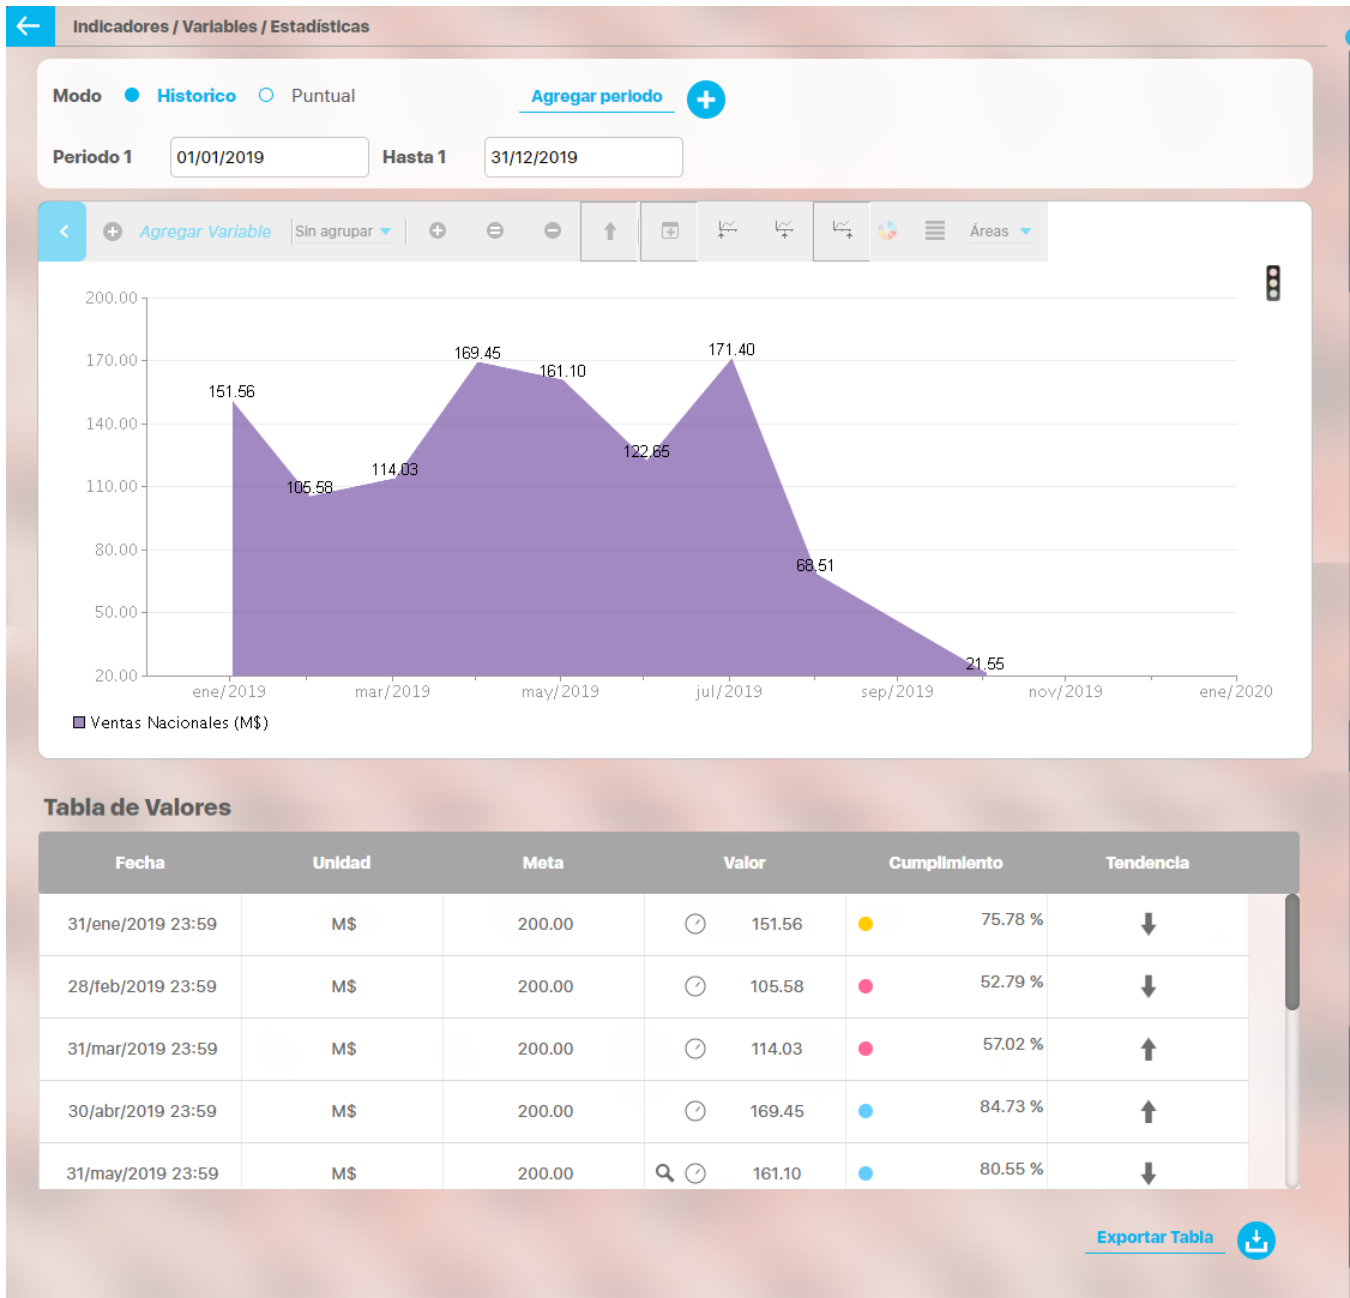 Indicadores / Variables / Estadísticas
Modo Historico Puntual Agregar periodo
Periodo 1 01/01/2019 Hasta 1 31/12/2019
Agregar Variable Sin agrupar Áreas
200.00
170.00
140.00
110.00
80.00
50.00
20.00
151.56
105.58
114.03
169.45
161.10
122.65
171.40
68.51
21.55
ene/2019 mar/2019 may/2019 jul/2019 sep/2019 nov/2019 ene/2020
Ventas Nacionales (M$)
Tabla de Valores
Fecha Unidad Meta Valor Cumplimiento Tendencia
31/ene/2019 23:59 M$ 200.00 151.56 75.78 %
28/feb/2019 23:59 M$ 200.00 105.58 52.79 %
31/mar/2019 23:59 M$ 200.00 114.03 57.02 %
30/abr/2019 23:59 M$ 200.00 169.45 84.73 %
31/may/2019 23:59 M$ 200.00 161.10 80.55 %
Exportar Tabla